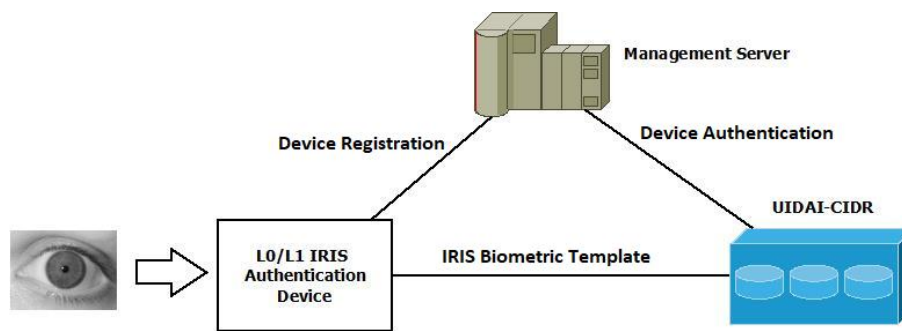 Management Server
Device Registration
Device Authentication
UIDAI-CIDR
L0/L1 IRIS
Authentication
Device
IRIS Biometric Template